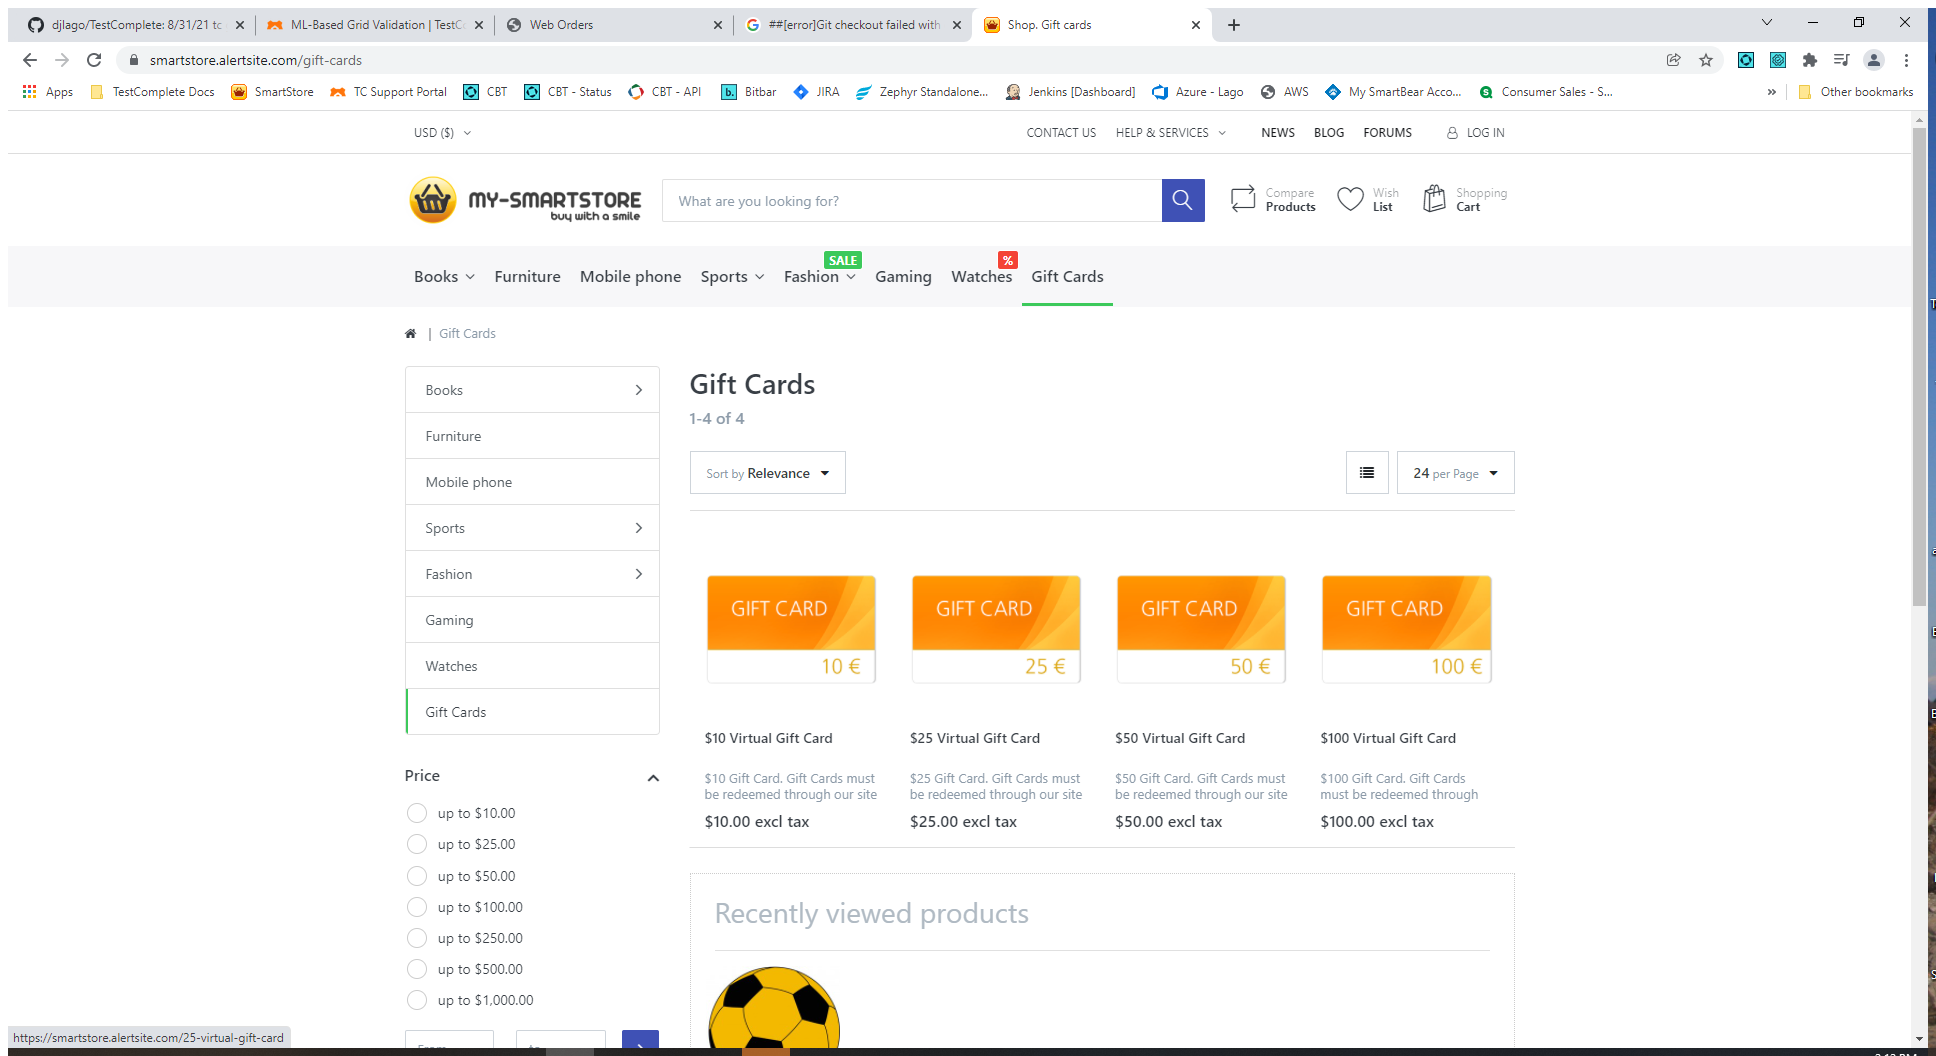 djlago/TestComplete: 8/31/21 to
ML-Based Grid Validation | TestCo
Web Orders
##[error]Git checkout failed with
Shop. Gift cards
smartstore.alertsite.com/gift-cards
Apps
TestComplete Docs
SmartStore
TC Support Portal
CBT
CBT - Status
CBT - API
Bitbar
JIRA
Zephyr Standalone...
Jenkins [Dashboard]
Azure - Lago
AWS
My SmartBear Acco...
Consumer Sales - S...
»
Other bookmarks
USD ($)
CONTACT US
HELP & SERVICES
NEWS
BLOG
FORUMS
LOG IN
MY-SMARTSTORE
buy with a smile
What are you looking for?
Compare
Products
Wish
List
Shopping
Cart
Books
Furniture
Mobile phone
Sports
Fashion
SALE
Gaming
Watches
%
Gift Cards
| Gift Cards
Books
Furniture
Mobile phone
Sports
Fashion
Gaming
Watches
Gift Cards
Price
up to $10.00
up to $25.00
up to $50.00
up to $100.00
up to $250.00
up to $500.00
up to $1,000.00
Gift Cards
1-4 of 4
Sort by Relevance
24 per Page
GIFT CARD
10 €
GIFT CARD
25 €
GIFT CARD
50 €
GIFT CARD
100 €
$10 Virtual Gift Card
$10 Gift Card. Gift Cards must
be redeemed through our site
$10.00 excl tax
$25 Virtual Gift Card
$25 Gift Card. Gift Cards must
be redeemed through our site
$25.00 excl tax
$50 Virtual Gift Card
$50 Gift Card. Gift Cards must
be redeemed through our site
$50.00 excl tax
$100 Virtual Gift Card
$100 Gift Card. Gift Cards
must be redeemed through
$100.00 excl tax
Recently viewed products
https://smartstore.alertsite.com/25-virtual-gift-card